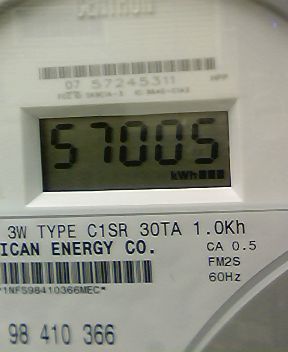 07 57245311
HPP
57005
kWh
3W TYPE C1SR 30TA 1.0Kh
ICAN ENERGY CO. CA 0.5
FM2S
60Hz
*1NFS98410366MEC*
98 410 366